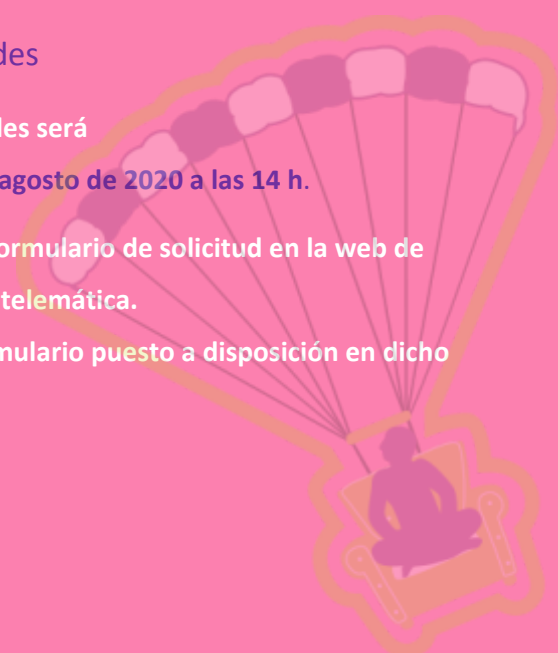 des
les será
agosto de 2020 a las 14 h.
ormulario de solicitud en la web de
telemática.
mulario puesto a disposición en dicho